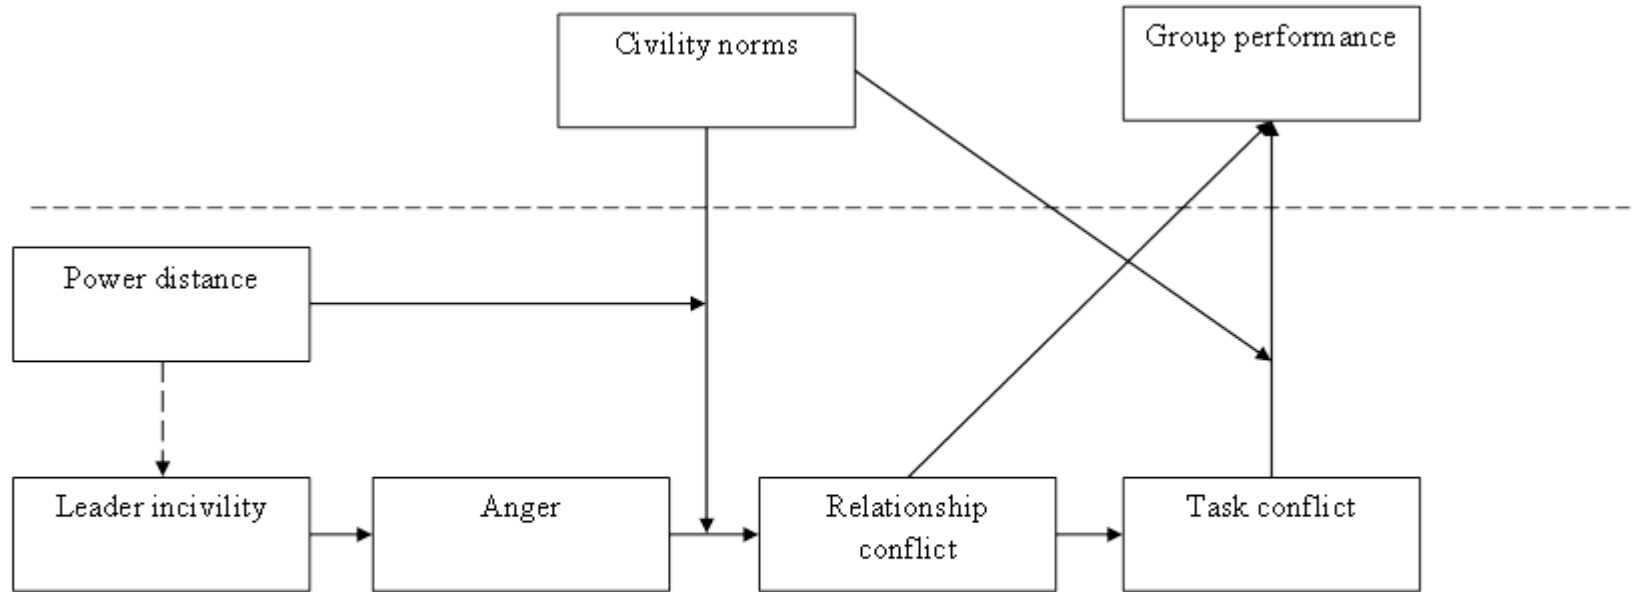 Civility norms
Group performance
Power distance
Leader incivility
Anger
Relationship
conflict
Task conflict